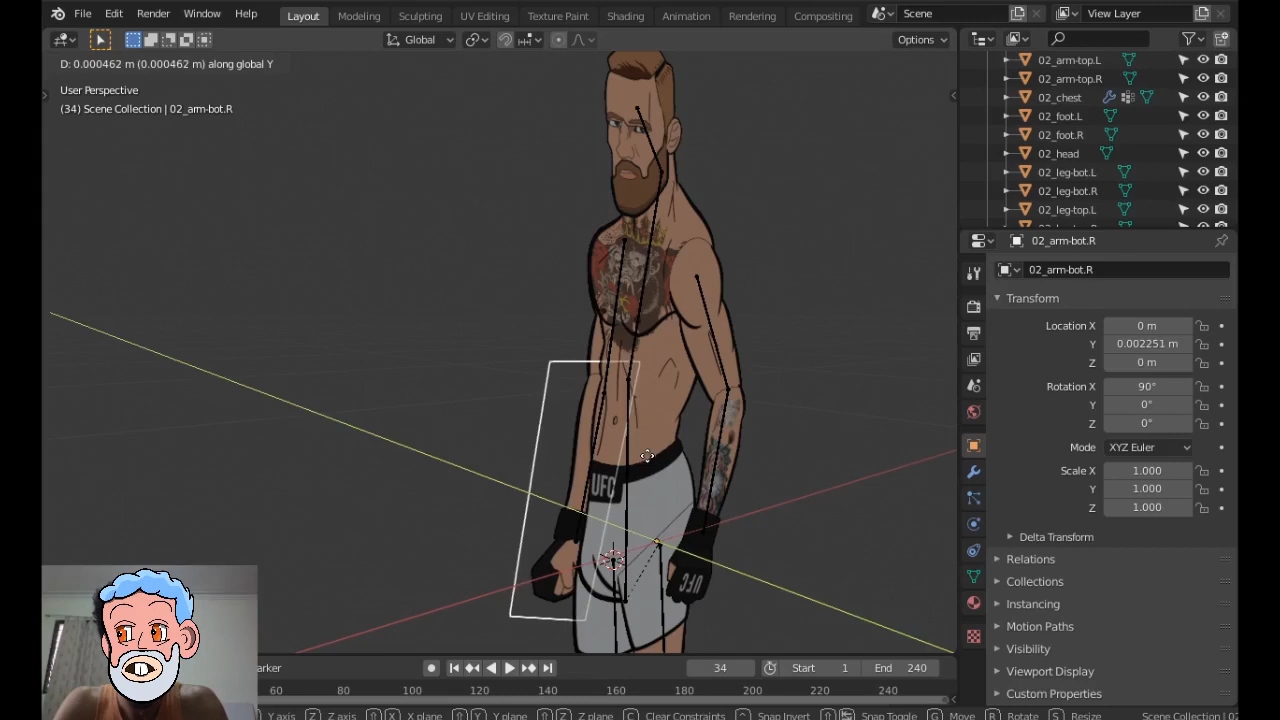 File Edit Render Window Help Layout Modeling Sculpting UV Editing Texture Paint Shading Animation Rendering Compositing Scene View Layer
Global Options
D: 0.000462 m (0.000462 m) along global Y
User Perspective
(34) Scene Collection | 02_arm-bot.R
02_arm-top.L
02_arm-top.R
02_chest
02_foot.L
02_foot.R
02_head
02_leg-bot.L
02_leg-bot.R
02_leg-top.L
02_arm-bot.R
02_arm-bot.R
Transform
Location X 0 m
Y 0.002251 m
Z 0 m
Rotation X 90°
Y 0°
Z 0°
Mode XYZ Euler
Scale X 1.000
Y 1.000
Z 1.000
Delta Transform
Relations
Collections
Instancing
Motion Paths
Visibility
Viewport Display
Custom Properties
UFC
UFC
arker 34 Start 1 End 240
60 80 100 120 140 160 180 200 220 240
Y axis Z Z axis X X plane Y Y plane Z Z plane C Clear Constraints Snap Invert Snap Toggle G Move R Rotate S Resize Scene Collection | 02